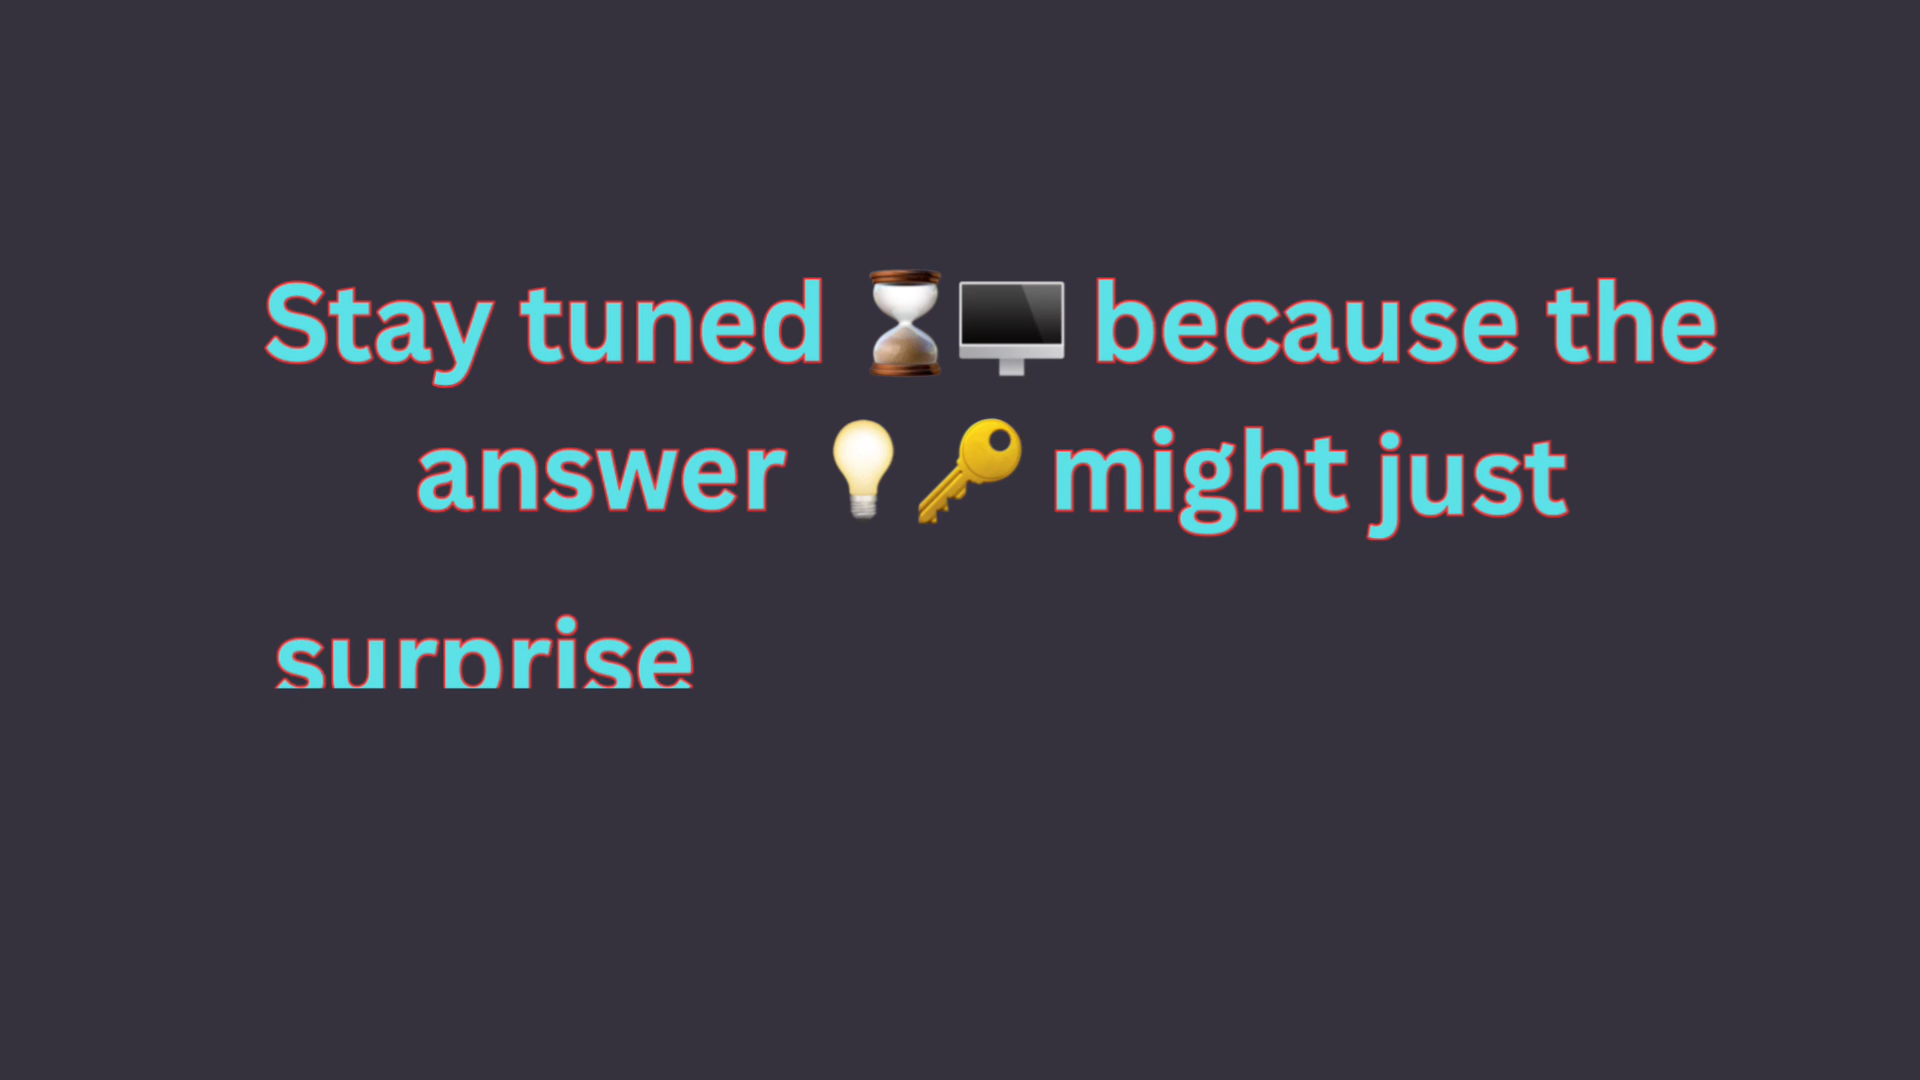 Stay tuned ⌛🖥️ because the
answer 💡🔑 might just
surprise